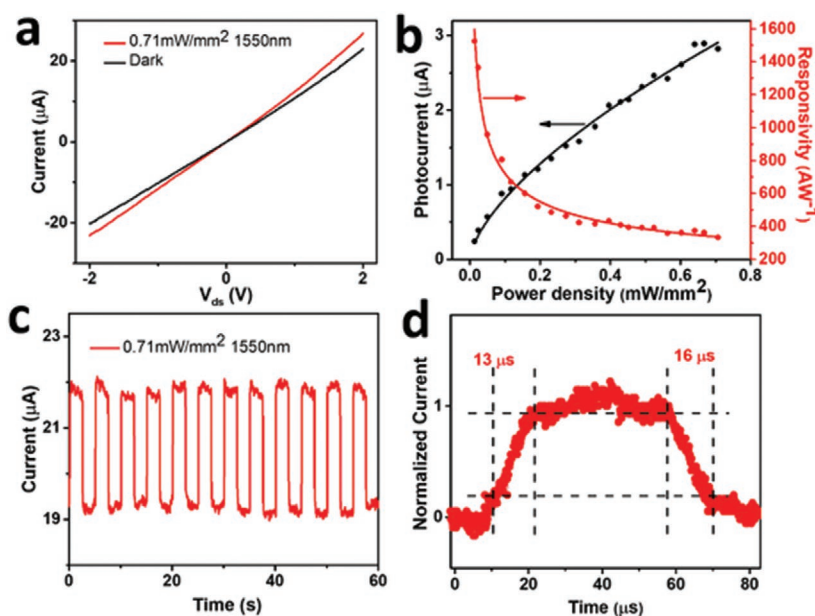 a
0.71mW/mm² 1550nm
Dark
20
0
-20
Current (μA)
-2
0
2
Vds (V)
b
3
2
1
0
Photocurrent (μA)
1600
1400
1200
1000
800
600
400
200
Responsivity (AW⁻¹)
0.0
0.2
0.4
0.6
0.8
Power density (mW/mm²)
c
0.71mW/mm² 1550nm
23
22
21
19
Current (μA)
0
20
40
60
Time (s)
d
13 μs
16 μs
1
0
Normalized Current
0
20
40
60
80
Time (μs)